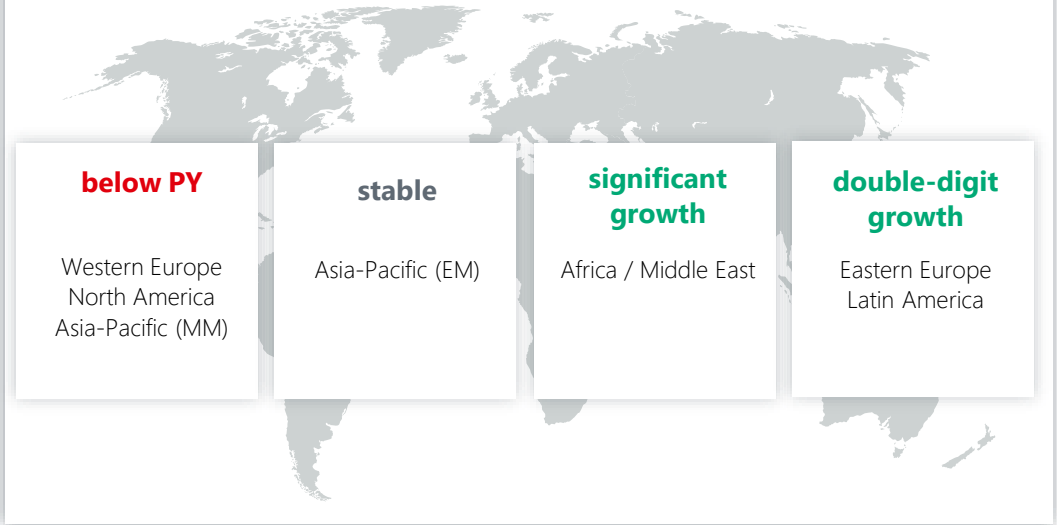 below PY
Western Europe
North America
Asia-Pacific (MM)
stable
Asia-Pacific (EM)
significant
growth
Africa / Middle East
double-digit
growth
Eastern Europe
Latin America